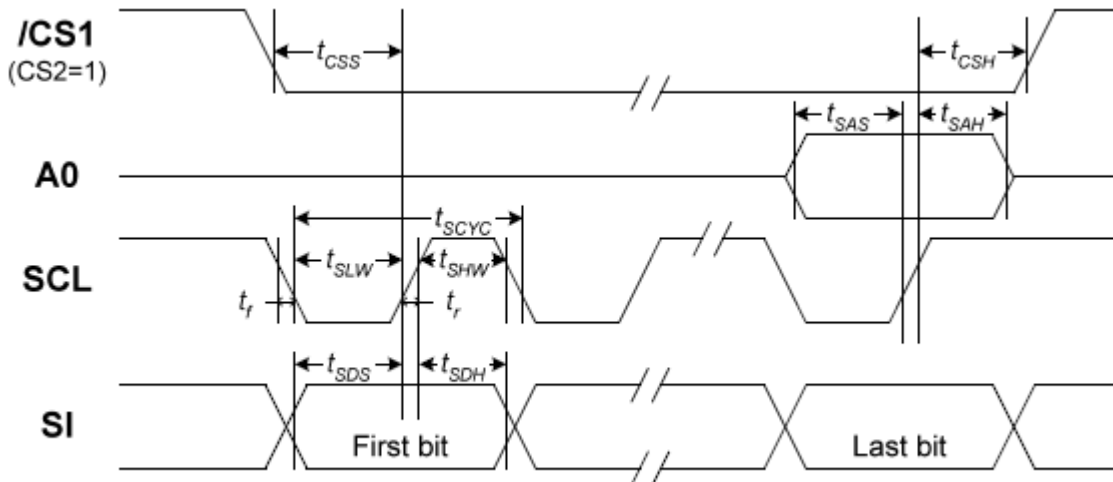 /CS1
(CS2=1)
tCSS
tCSH
tSAS
tSAH
A0
tSCYC
tSLW
tSHW
SCL
tf
tr
tSDS
tSDH
SI
First bit
Last bit